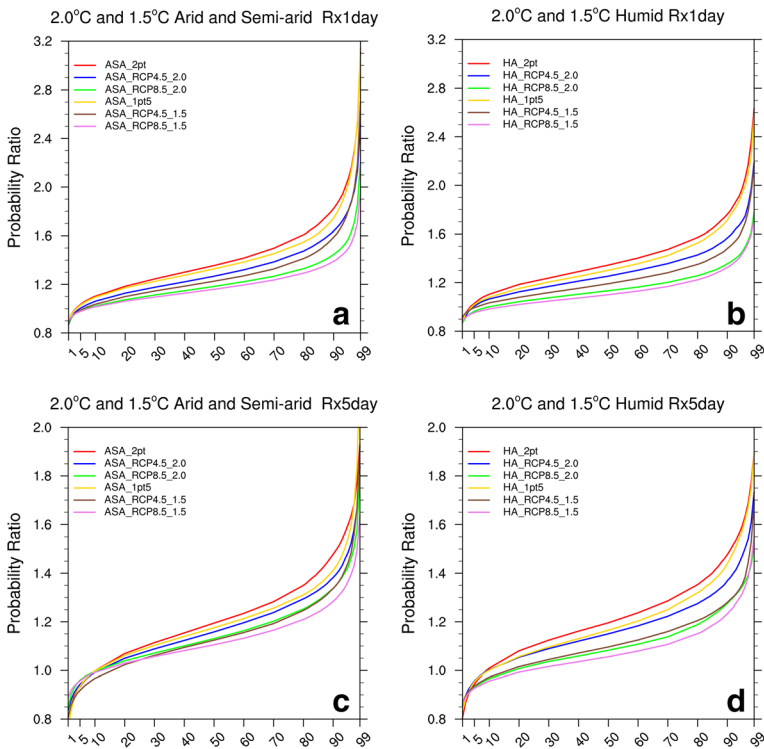 2.0°C and 1.5°C Arid and Semi-arid Rx1day
3.2
2.8
2.4
2.0
1.6
1.2
0.8
Probability Ratio
ASA_2pt
ASA_RCP4.5_2.0
ASA_RCP8.5_2.0
ASA_1pt5
ASA_RCP4.5_1.5
ASA_RCP8.5_1.5
a
1 5 10 20 30 40 50 60 70 80 90 99
2.0°C and 1.5°C Humid Rx1day
3.2
2.8
2.4
2.0
1.6
1.2
0.8
Probability Ratio
HA_2pt
HA_RCP4.5_2.0
HA_RCP8.5_2.0
HA_1pt5
HA_RCP4.5_1.5
HA_RCP8.5_1.5
b
1 5 10 20 30 40 50 60 70 80 90 99
2.0°C and 1.5°C Arid and Semi-arid Rx5day
2.0
1.8
1.6
1.4
1.2
1.0
0.8
Probability Ratio
ASA_2pt
ASA_RCP4.5_2.0
ASA_RCP8.5_2.0
ASA_1pt5
ASA_RCP4.5_1.5
ASA_RCP8.5_1.5
c
1 5 10 20 30 40 50 60 70 80 90 99
2.0°C and 1.5°C Humid Rx5day
2.0
1.8
1.6
1.4
1.2
1.0
0.8
Probability Ratio
HA_2pt
HA_RCP4.5_2.0
HA_RCP8.5_2.0
HA_1pt5
HA_RCP4.5_1.5
HA_RCP8.5_1.5
d
1 5 10 20 30 40 50 60 70 80 90 99